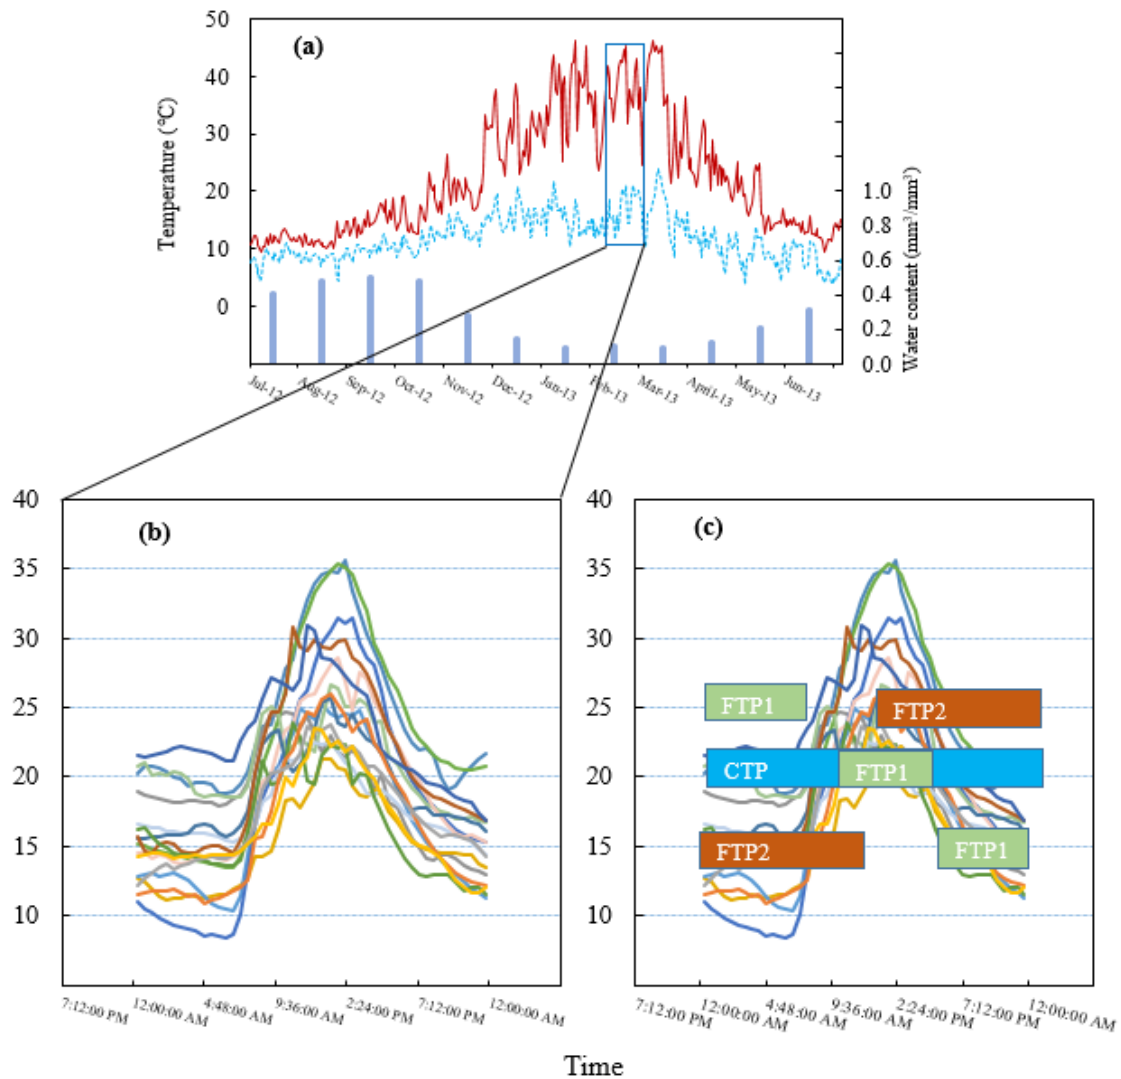 50
(a)
40
30
20
10
0
Temperature (°C)
1.0
0.8
0.6
0.4
0.2
0.0
Water content (mm³/mm³)
Jul-12
Aug-12
Sep-12
Oct-12
Nov-12
Dec-12
Jan-13
Feb-13
Mar-13
April-13
May-13
Jun-13
40
35
30
25
20
15
10
(b)
7:12:00 PM
12:00:00 AM
4:48:00 AM
9:36:00 AM
2:24:00 PM
7:12:00 PM
12:00:00 AM
40
35
30
25
20
15
10
(c)
FTP1
FTP2
CTP
FTP1
FTP2
FTP1
7:12:00 PM
12:00:00 AM
4:48:00 AM
9:36:00 AM
2:24:00 PM
7:12:00 PM
12:00:00 AM
Time